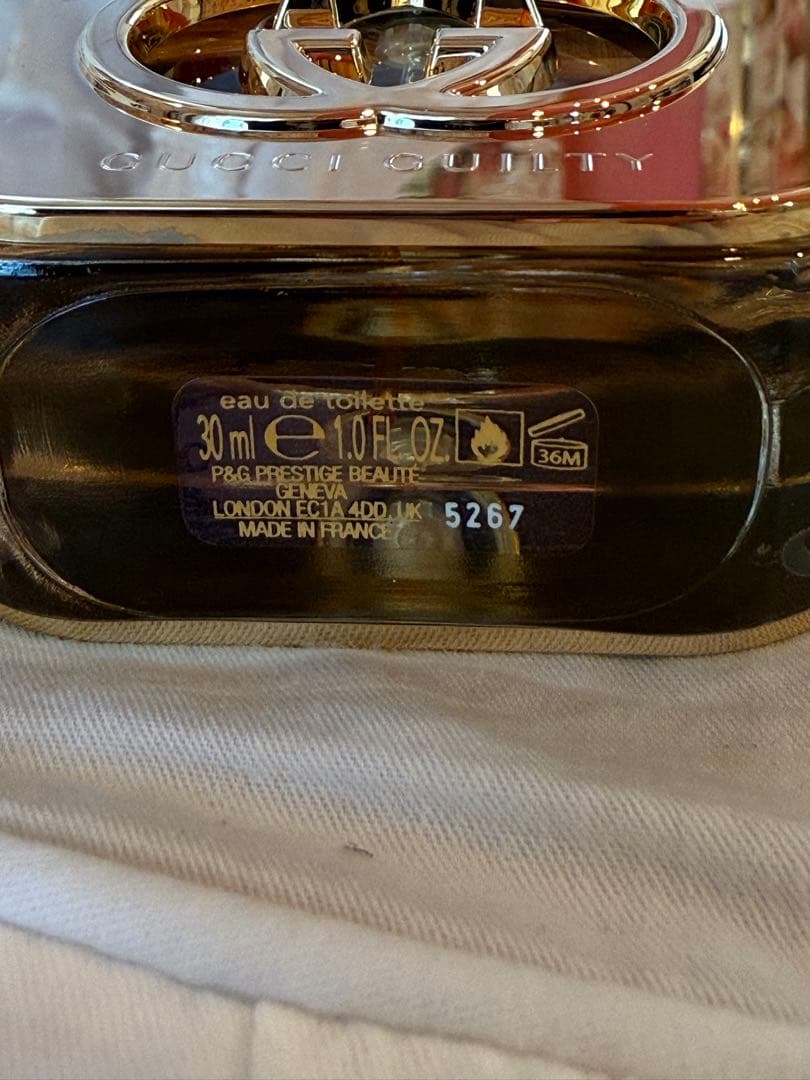 GUCCI GUILTY
eau de toilette
30 ml e 1.0 FL. OZ.
36M
P&G PRESTIGE BEAUTÉ
GENEVA
LONDON EC1A 4DD, UK 5267
MADE IN FRANCE